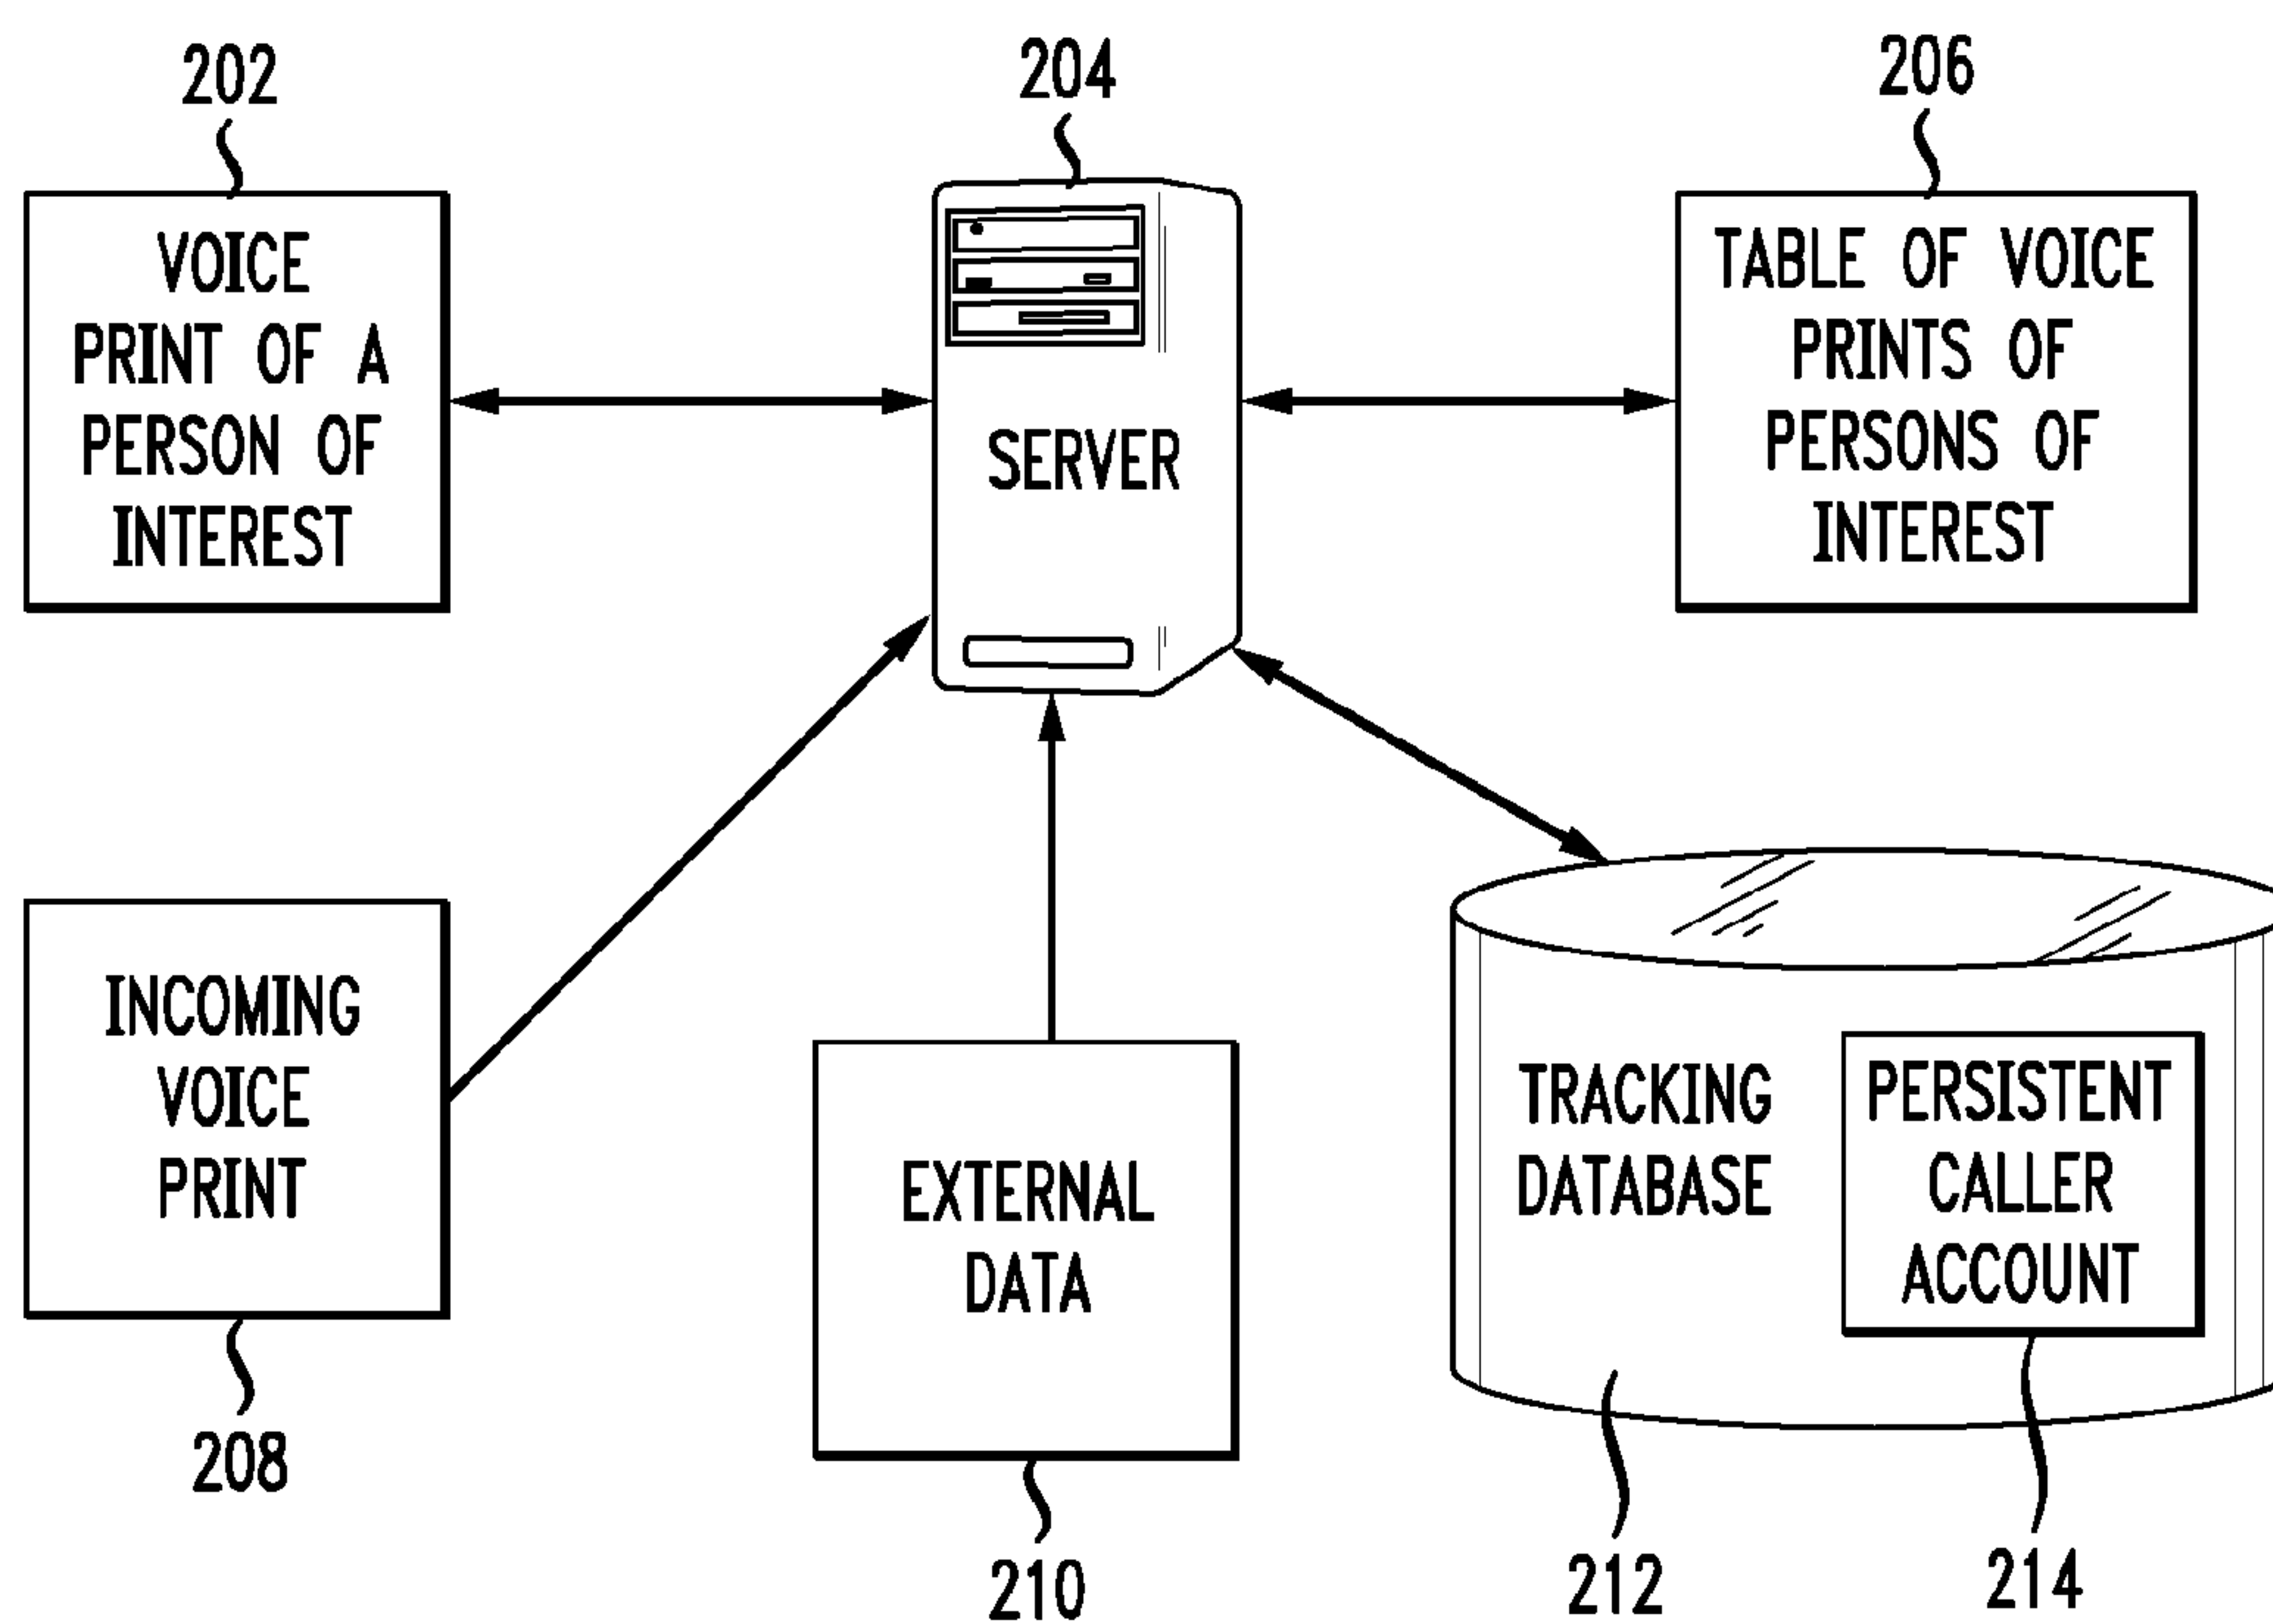 202
204
206
VOICE
PRINT OF A
PERSON OF
INTEREST
SERVER
TABLE OF VOICE
PRINTS OF
PERSONS OF
INTEREST
INCOMING
VOICE
PRINT
208
EXTERNAL
DATA
210
TRACKING
DATABASE
212
PERSISTENT
CALLER
ACCOUNT
214